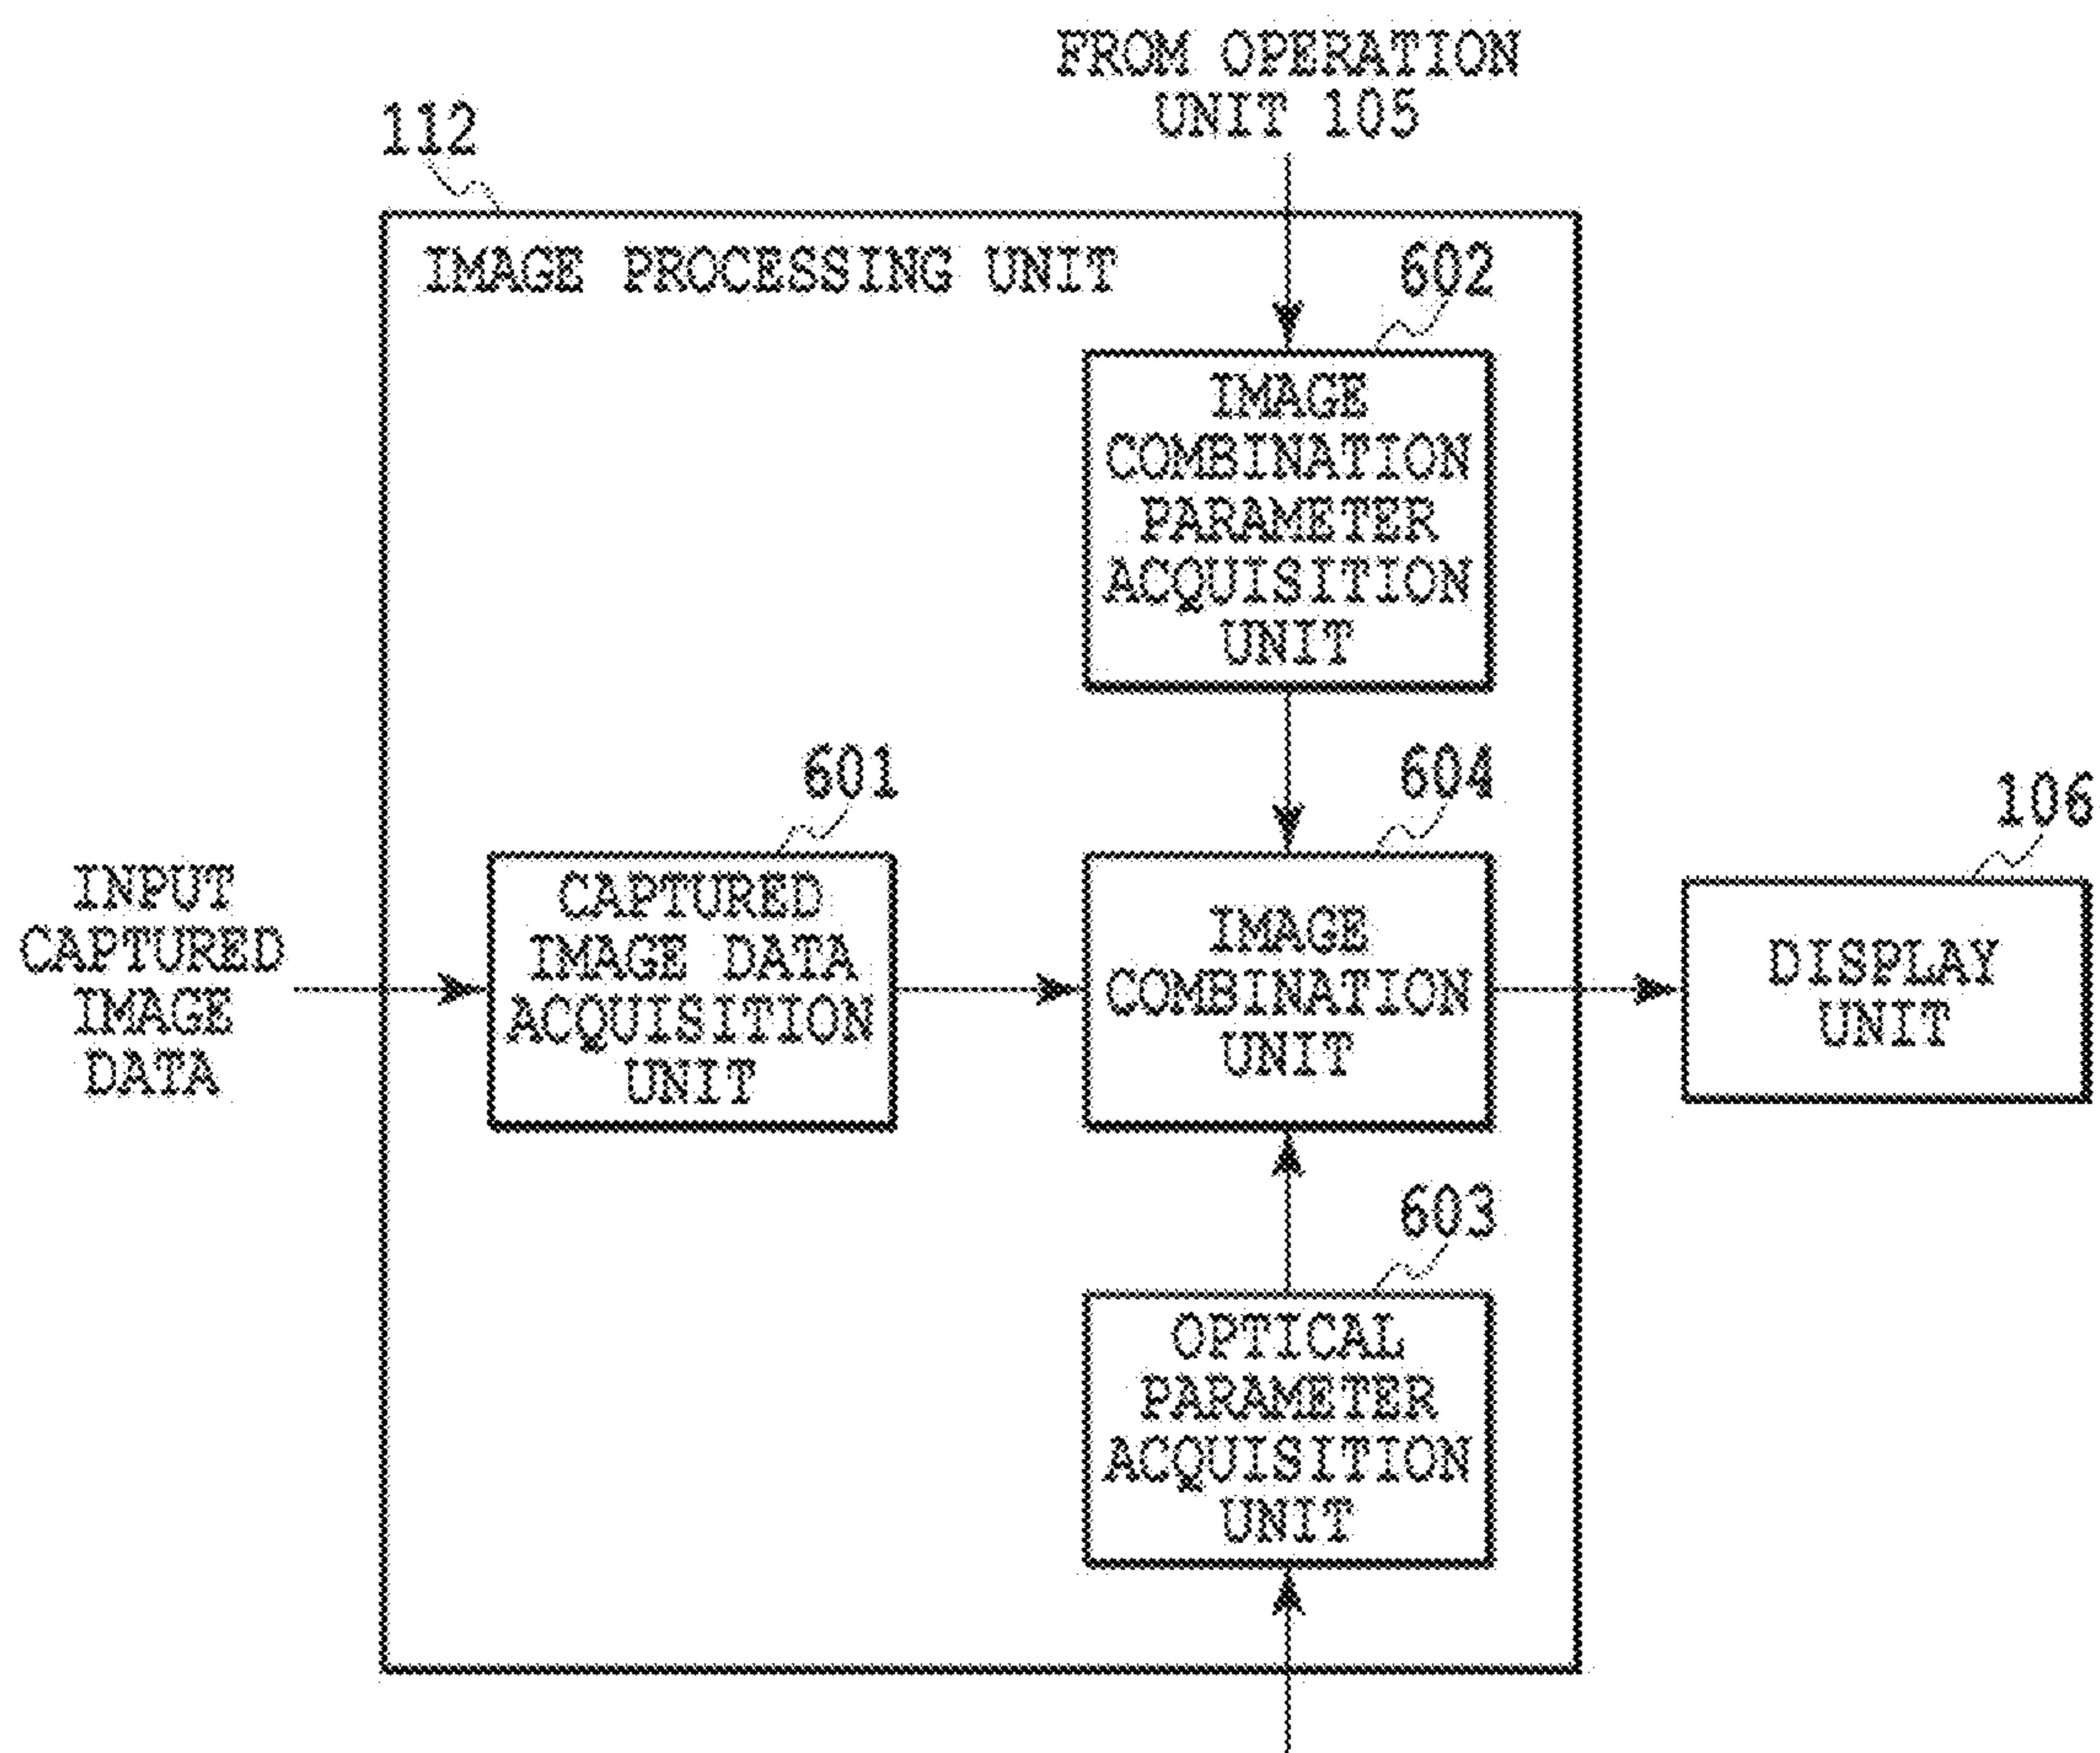 FROM OPERATION
UNIT 105
112
IMAGE PROCESSING UNIT
602
IMAGE
COMBINATION
PARAMETER
ACQUISITION
UNIT
601
604
106
INPUT
CAPTURED
IMAGE
DATA
CAPTURED
IMAGE DATA
ACQUISITION
UNIT
IMAGE
COMBINATION
UNIT
DISPLAY
UNIT
603
OPTICAL
PARAMETER
ACQUISITION
UNIT